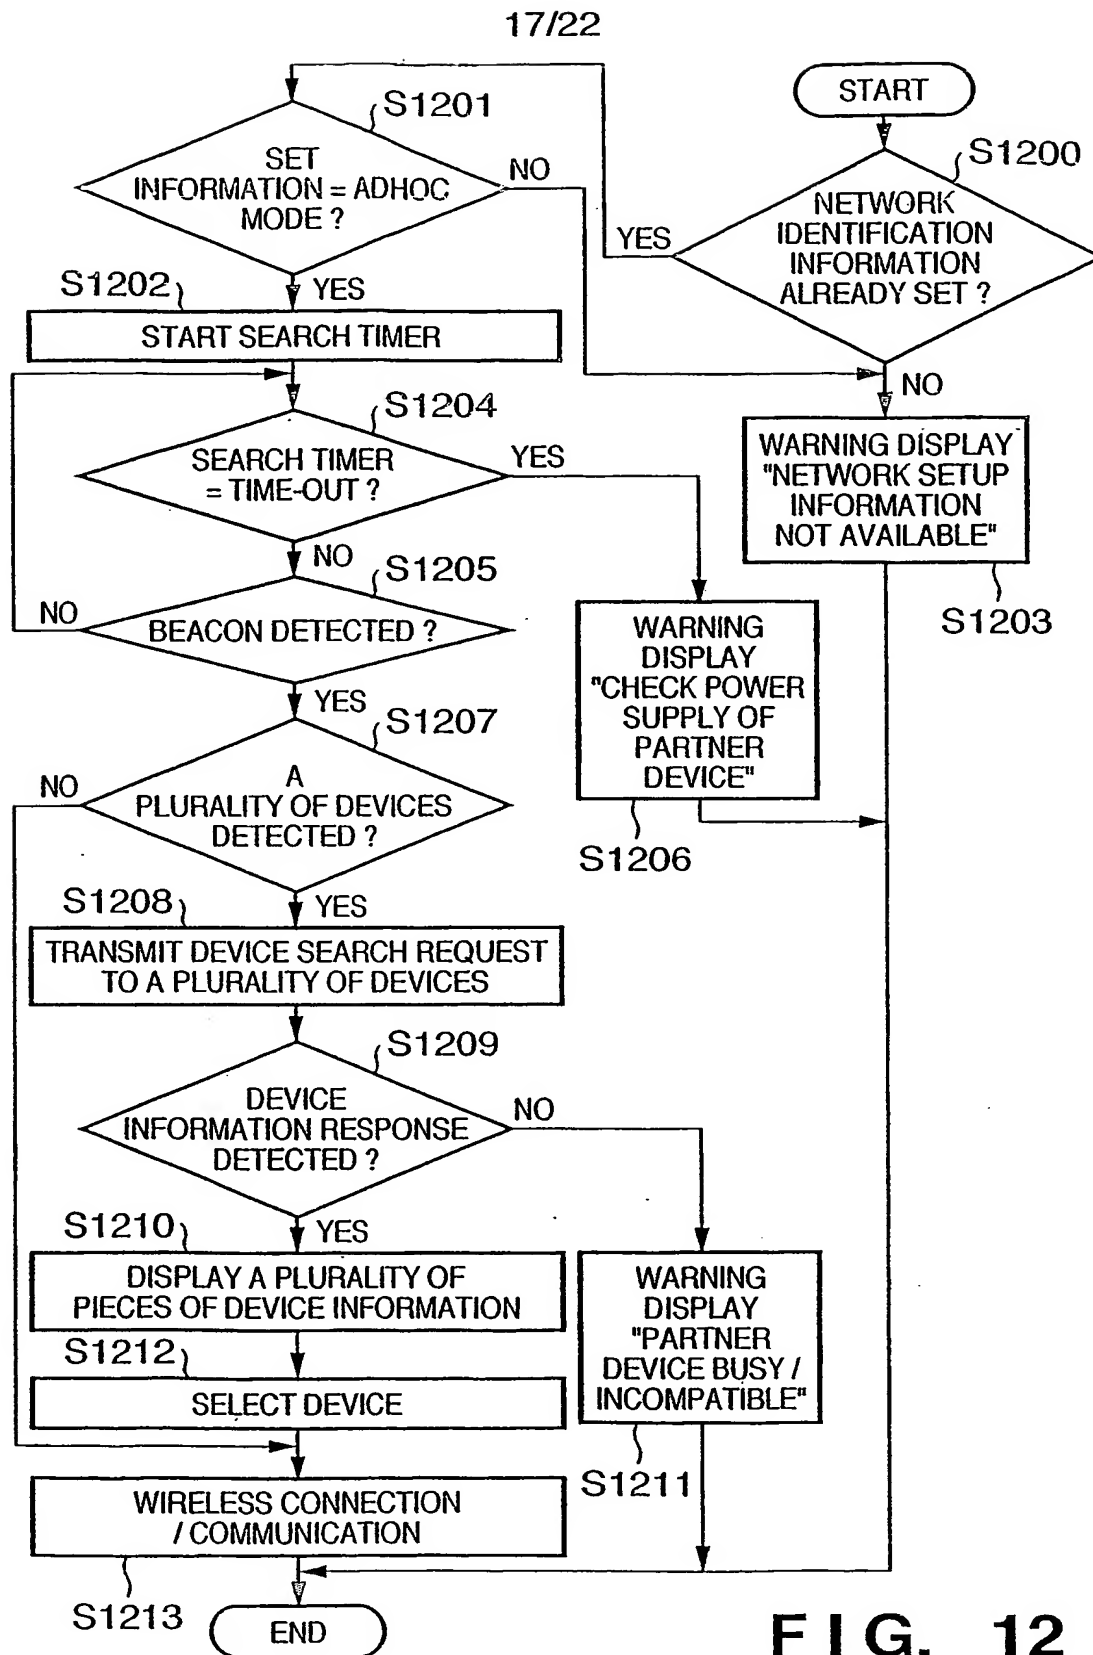 17/22
START
S1200
NETWORK
IDENTIFICATION
INFORMATION
ALREADY SET ?
YES
NO
S1201
SET
INFORMATION = ADHOC
MODE ?
NO
YES
S1202
START SEARCH TIMER
WARNING DISPLAY
"NETWORK SETUP
INFORMATION
NOT AVAILABLE"
S1203
S1204
SEARCH TIMER
= TIME-OUT ?
YES
NO
S1205
BEACON DETECTED ?
NO
YES
WARNING
DISPLAY
"CHECK POWER
SUPPLY OF
PARTNER
DEVICE"
S1206
S1207
A
PLURALITY OF DEVICES
DETECTED ?
NO
YES
S1208
TRANSMIT DEVICE SEARCH REQUEST
TO A PLURALITY OF DEVICES
S1209
DEVICE
INFORMATION RESPONSE
DETECTED ?
NO
YES
S1210
DISPLAY A PLURALITY OF
PIECES OF DEVICE INFORMATION
WARNING
DISPLAY
"PARTNER
DEVICE BUSY /
INCOMPATIBLE"
S1211
S1212
SELECT DEVICE
WIRELESS CONNECTION
/ COMMUNICATION
S1213
END
FIG. 12